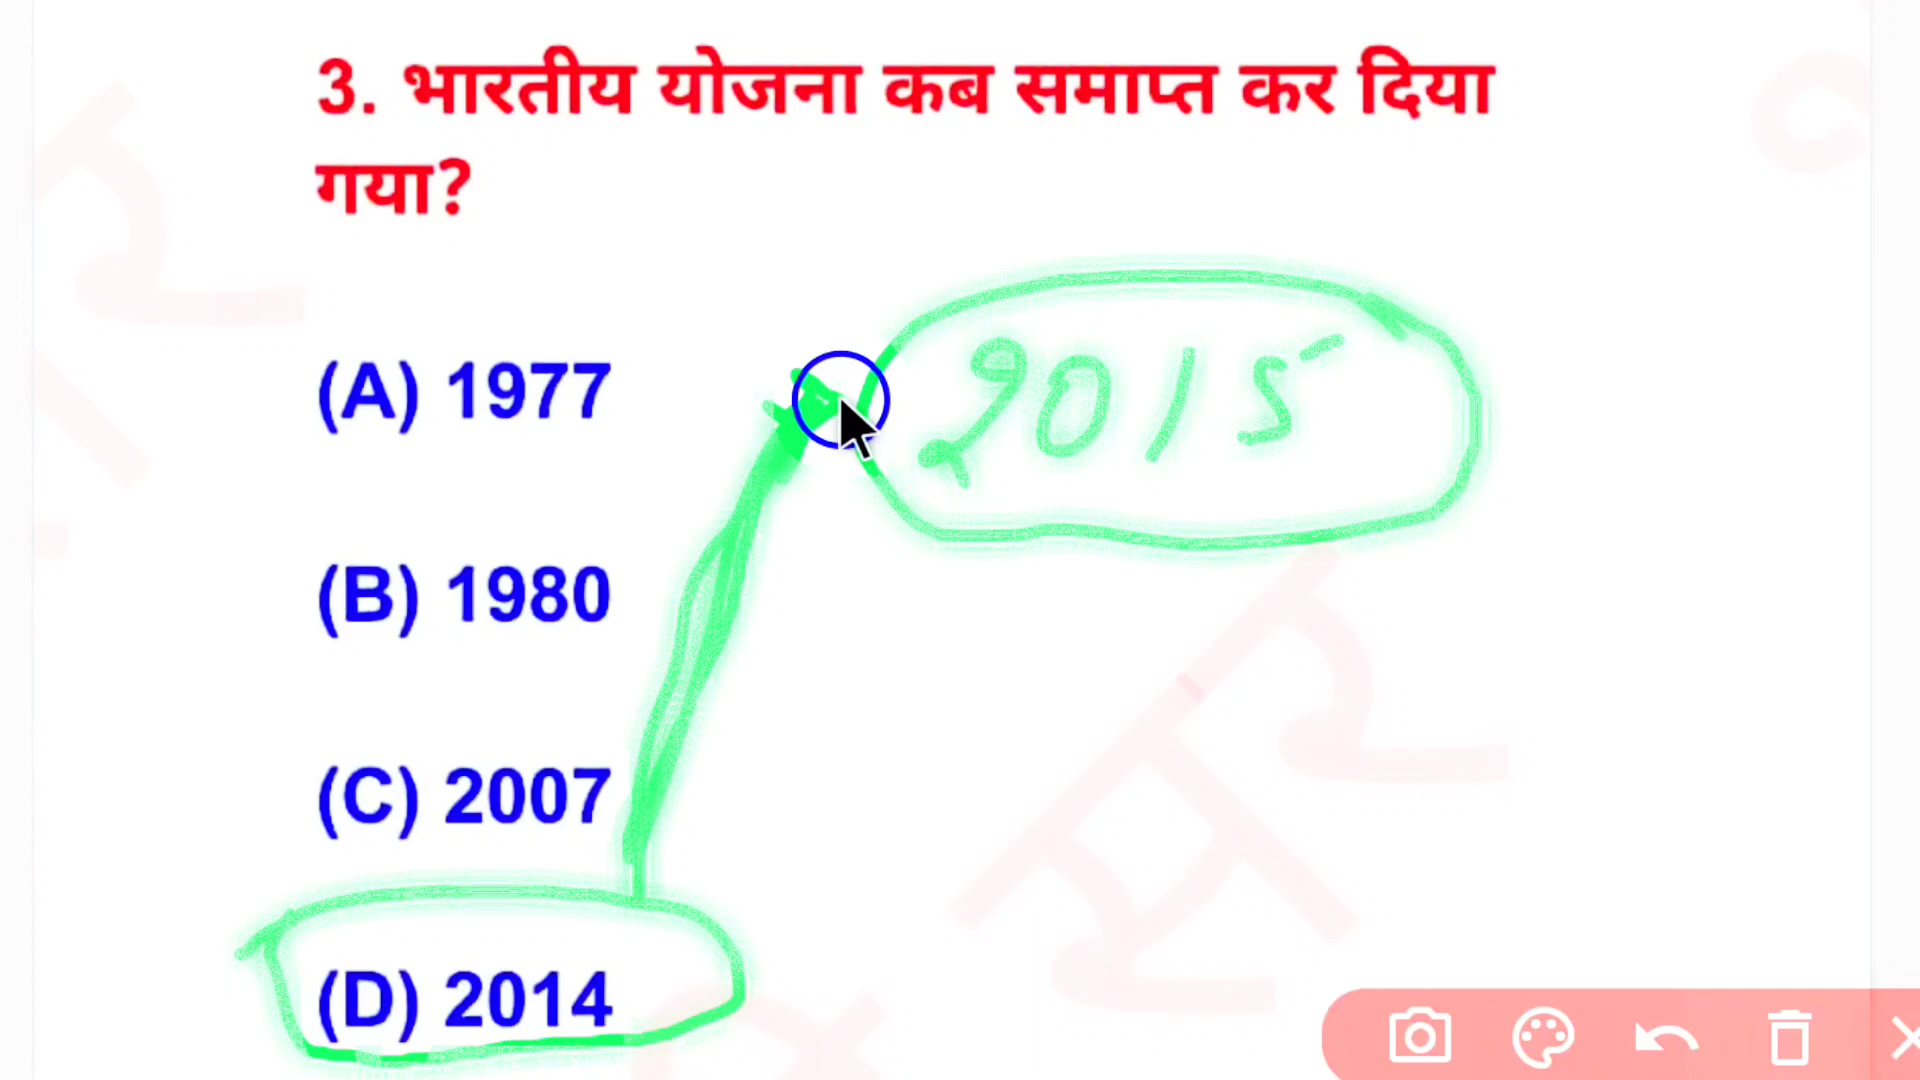 3. भारतीय योजना कब समाप्त कर दिया
गया?
(A) 1977
2015
(B) 1980
(C) 2007
(D) 2014